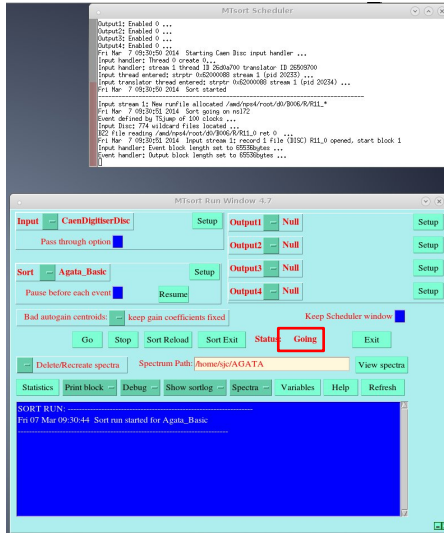 MTsort Scheduler
Output1: Enabled 0 ...
Output2: Enabled 0 ...
Output3: Enabled 0 ...
Output4: Enabled 0 ...
Fri Mar 7 09:30:50 2014 Starting Caen Disc input handler ...
Input handler: Thread 0 create 0...
Input handler: stream 1 thread ID 26d0a700 translator ID 26509700
Input thread entered: strptr 0x62000088 stream 1 (pid 20233) ...
Input translator thread entered: strptr 0x62000088 stream 1 (pid 20234) ...
Fri Mar 7 09:30:50 2014 Sort started
Input stream 1: New runfile allocated /amd/nps4/root/d0/B006/R/R11_*
Fri Mar 7 09:30:51 2014 Sort going on nsl72
Event defined by TSjump of 100 clocks ...
Input Disc: 774 wildcard files located ...
BZ2 file reading /amd/nps4/root/d0/B006/R/R11_0 ret 0 ...
Fri Mar 7 09:30:51 2014 Input stream 1: record 1 file (DISC) R11_0 opened, start block 1
Input handler: Event block length set to 65536bytes ...
Event handler: Output block length set to 65536bytes ...
MTsort Run Window 4.7
Input CaenDigitiserDisc Setup Output1 Null Setup
Pass through option Output2 Null Setup
Sort Agata_Basic Setup Output3 Null Setup
Pause before each event Resume Output4 Null Setup
Bad autogain centroids: keep gain coefficients fixed Keep Scheduler window
Go Stop Sort Reload Sort Exit Status Going Exit
Delete/Recreate spectra Spectrum Path: /home/sjc/AGATA View spectra
Statistics Print block Debug Show sortlog Spectra Variables Help Refresh
SORT RUN: ------------------------------------------------
Fri 07 Mar 09:30:44 Sort run started for Agata_Basic